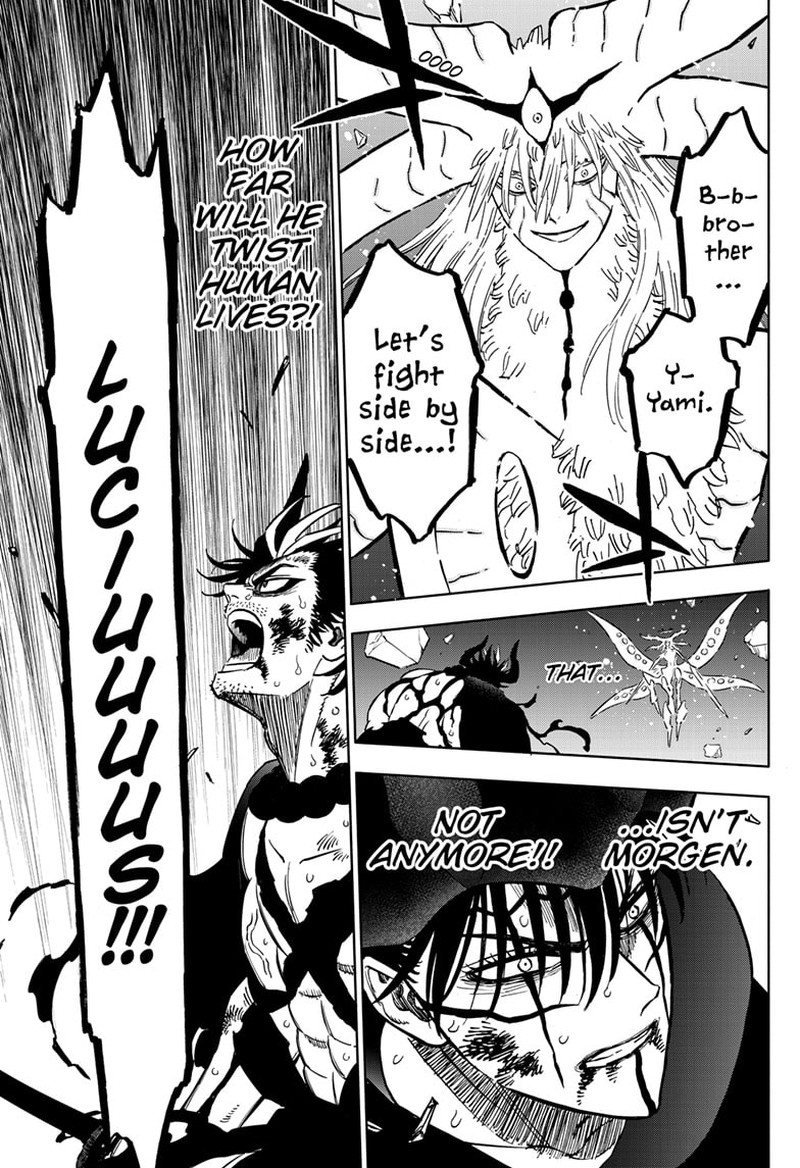 B-b-
bro-
ther
...
Y-
Yami.
Let's
fight
side by
side...!
THAT...
...ISN'T
MORGEN.
NOT
ANYMORE!!
HOW
FAR
WILL HE
TWIST
HUMAN
LIVES?!
LUCIUUUUS!!!